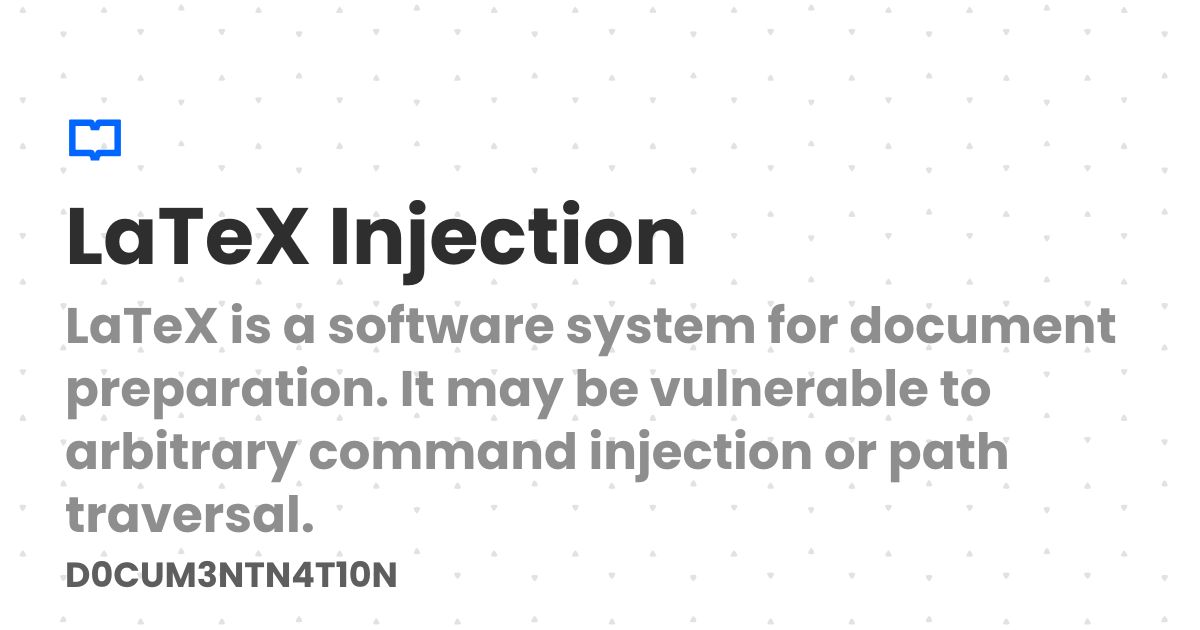 LaTeX Injection
LaTeX is a software system for document
preparation. It may be vulnerable to
arbitrary command injection or path
traversal.
D0CUM3NTN4T10N